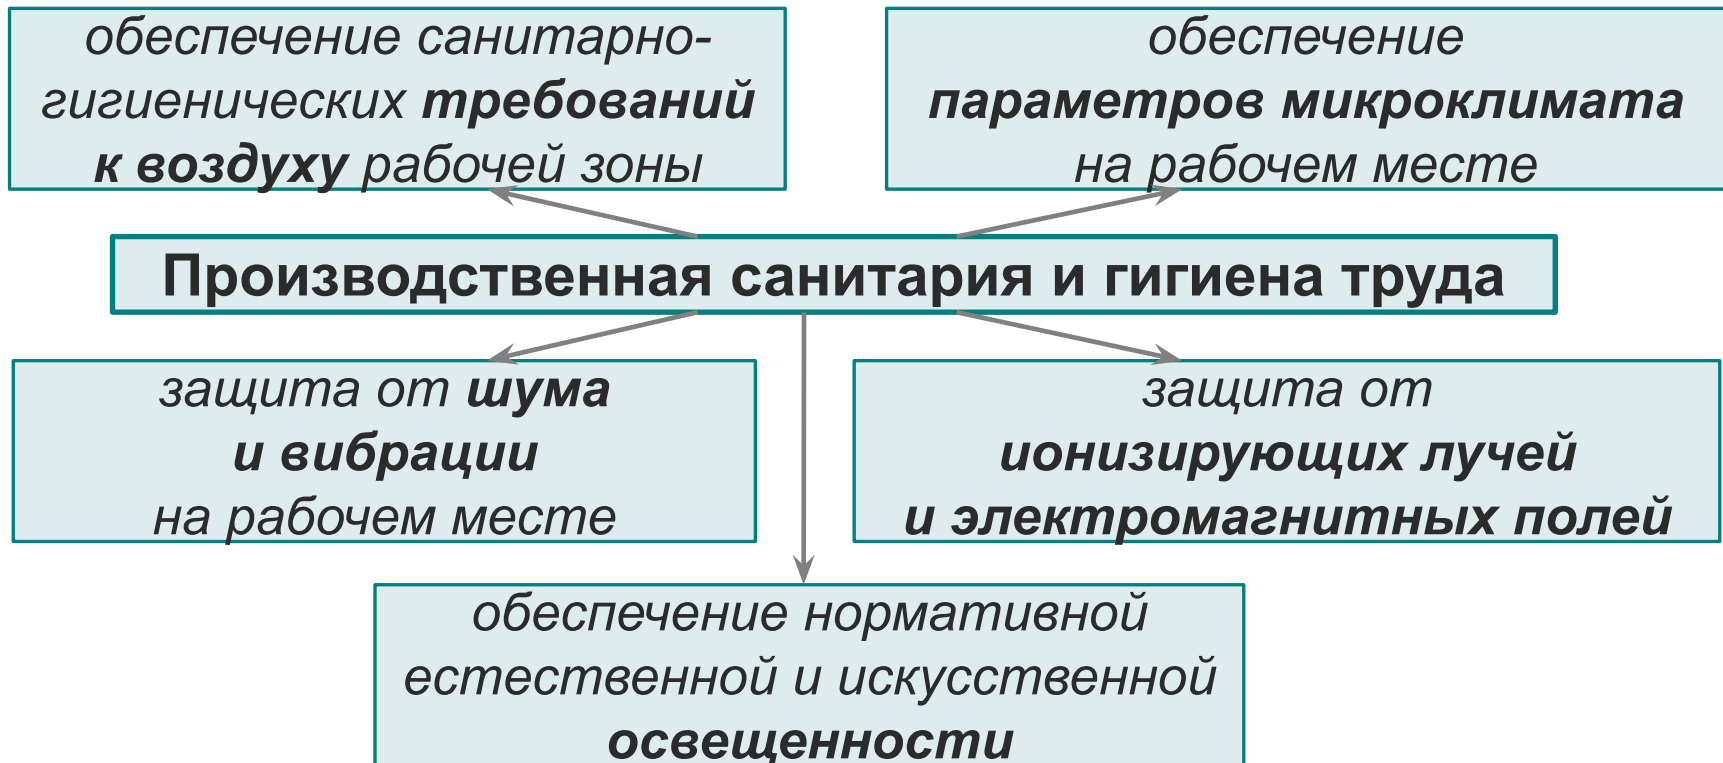 обеспечение санитарно-
гигиенических требований
к воздуху рабочей зоны
обеспечение
параметров микроклимата
на рабочем месте
Производственная санитария и гигиена труда
защита от шума
и вибрации
на рабочем месте
защита от
ионизирующих лучей
и электромагнитных полей
обеспечение нормативной
естественной и искусственной
освещенности